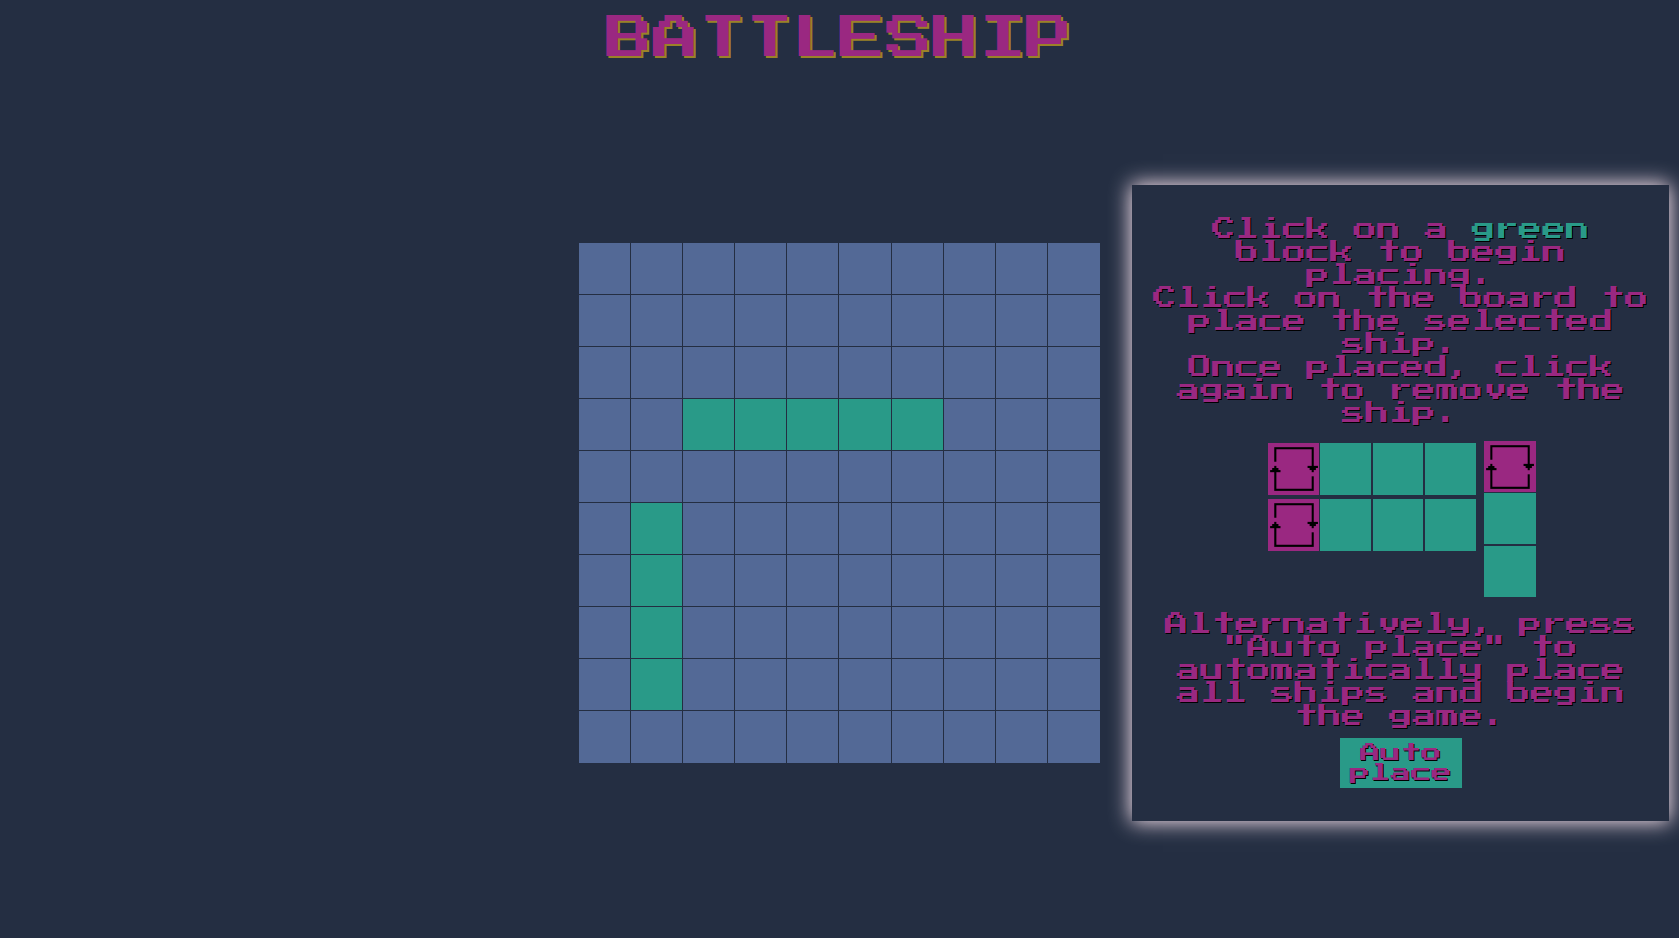 BATTLESHIP
Click on a green
block to begin
placing.
Click on the board to
place the selected
ship.
Once placed, click
again to remove the
ship.
Alternatively, press
"Auto place" to
automatically place
all ships and begin
the game.
Auto
place